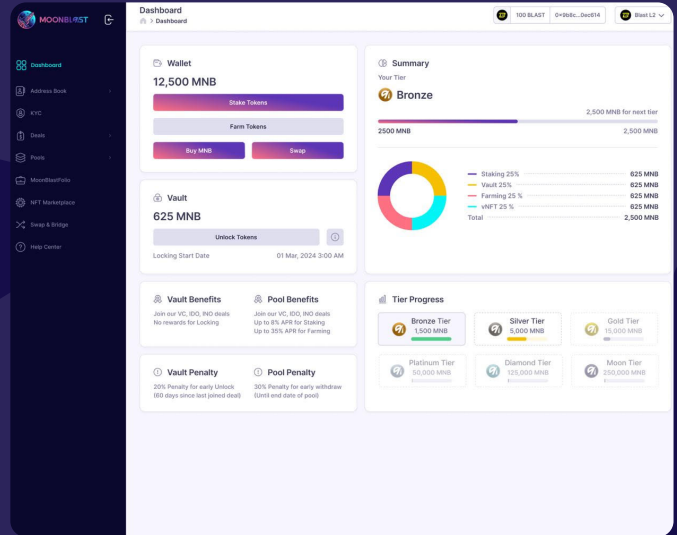 MOONBLAST
Dashboard
Address Book
KYC
Deals
Pools
MoonBlastFolio
NFT Marketplace
Swap & Bridge
Help Center
Dashboard
> Dashboard
100 BLAST
0x9b8c...0ec614
Blast L2
Wallet
12,500 MNB
Stake Tokens
Farm Tokens
Buy MNB
Swap
Vault
625 MNB
Unlock Tokens
Locking Start Date
01 Mar, 2024 3:00 AM
Vault Benefits
Join our VC, IDO, INO deals
No rewards for Locking
Pool Benefits
Join our VC, IDO, INO deals
Up to 8% APR for Staking
Up to 35% APR for Farming
Vault Penalty
20% Penalty for early Unlock
(60 days since last joined deal)
Pool Penalty
30% Penalty for early withdraw
(Until end date of pool)
Summary
Your Tier
Bronze
2,500 MNB for next tier
2500 MNB
2,500 MNB
Staking 25% 625 MNB
Vault 25% 625 MNB
Farming 25 % 625 MNB
vNFT 25 % 625 MNB
Total 2,500 MNB
Tier Progress
Bronze Tier
1,500 MNB
Silver Tier
5,000 MNB
Gold Tier
15,000 MNB
Platinum Tier
50,000 MNB
Diamond Tier
125,000 MNB
Moon Tier
250,000 MNB